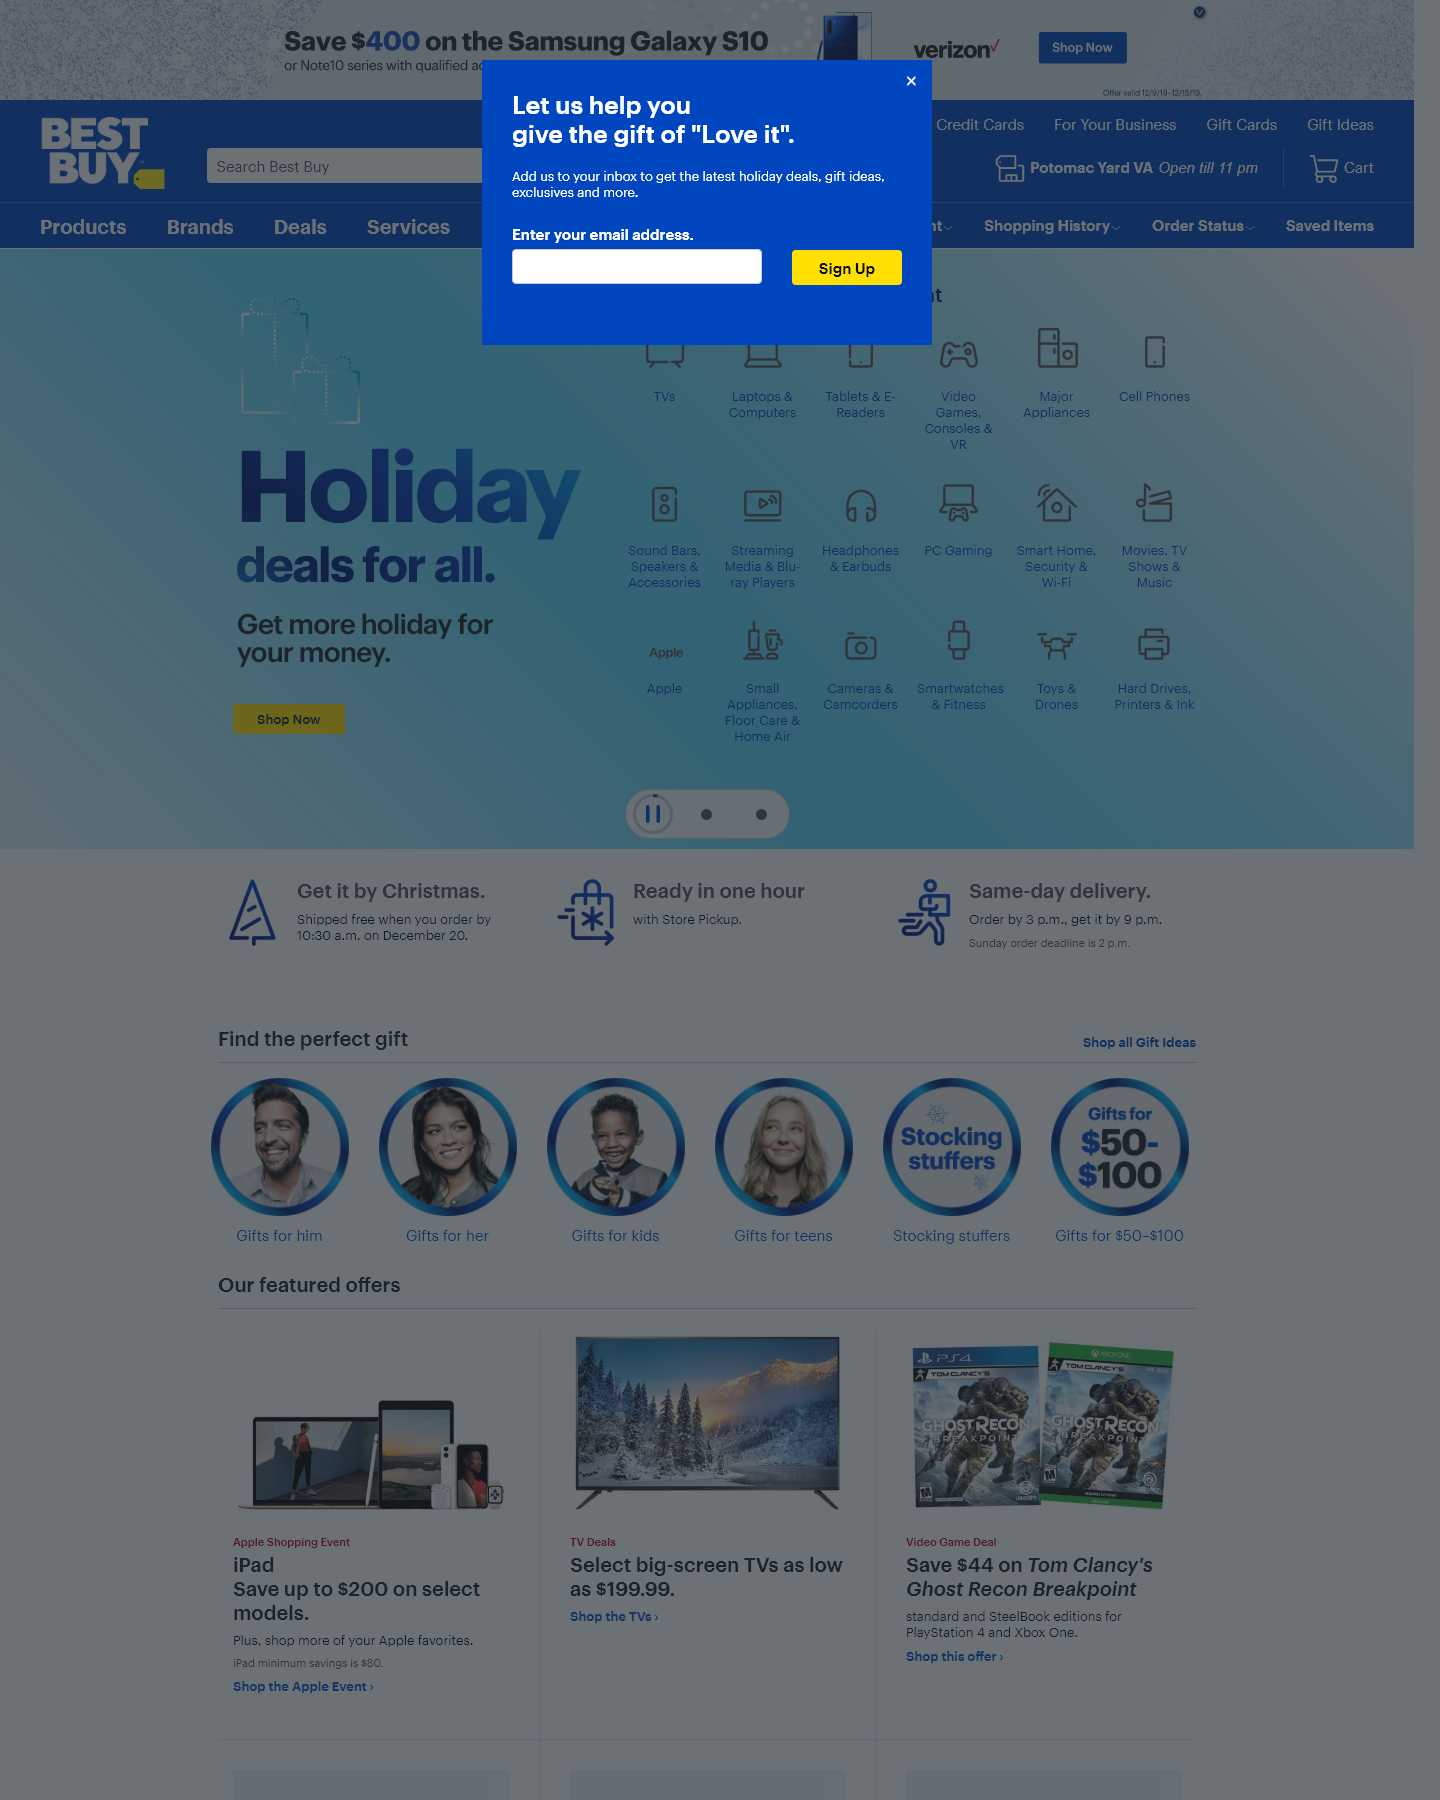 Save $400 on the Samsung Galaxy S10
or Note10 series with qualified ac
verizon
Shop Now
Offer valid 12/9/19-12/15/19.
×
Let us help you
give the gift of "Love it".
Add us to your inbox to get the latest holiday deals, gift ideas,
exclusives and more.
Enter your email address.
Sign Up
BEST
BUY
Search Best Buy
Credit Cards
For Your Business
Gift Cards
Gift Ideas
Potomac Yard VA Open till 11 pm
Cart
Products
Brands
Deals
Services
nt
Shopping History
Order Status
Saved Items
Holiday
deals for all.
Get more holiday for
your money.
Shop Now
TVs
Laptops &
Computers
Tablets & E-
Readers
Video
Games,
Consoles &
VR
Major
Appliances
Cell Phones
Sound Bars,
Speakers &
Accessories
Streaming
Media & Blu-
ray Players
Headphones
& Earbuds
PC Gaming
Smart Home,
Security &
Wi-Fi
Movies, TV
Shows &
Music
Apple
Apple
Small
Appliances,
Floor Care &
Home Air
Cameras &
Camcorders
Smartwatches
& Fitness
Toys &
Drones
Hard Drives,
Printers & Ink
Get it by Christmas.
Shipped free when you order by
10:30 a.m. on December 20.
Ready in one hour
with Store Pickup.
Same-day delivery.
Order by 3 p.m., get it by 9 p.m.
Sunday order deadline is 2 p.m.
Find the perfect gift
Shop all Gift Ideas
Stocking
stuffers
Gifts for
$50-
$100
Gifts for him
Gifts for her
Gifts for kids
Gifts for teens
Stocking stuffers
Gifts for $50–$100
Our featured offers
PS4
TOM CLANCY'S
GHOST RECON
BREAKPOINT
M
UBISOFT
XBOX ONE
TOM CLANCY'S
GHOST RECON
BREAKPOINT
M
Apple Shopping Event
iPad
Save up to $200 on select
models.
Plus, shop more of your Apple favorites.
iPad minimum savings is $80.
Shop the Apple Event ›
TV Deals
Select big-screen TVs as low
as $199.99.
Shop the TVs ›
Video Game Deal
Save $44 on Tom Clancy's
Ghost Recon Breakpoint
standard and SteelBook editions for
PlayStation 4 and Xbox One.
Shop this offer ›